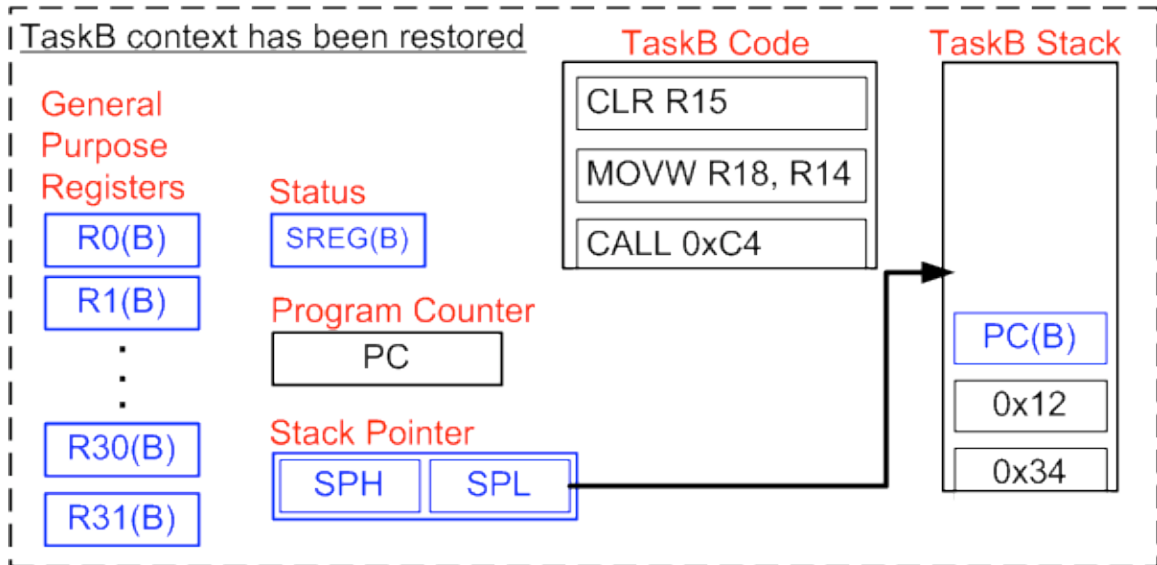 TaskB context has been restored
General
Purpose
Registers
R0(B)
R1(B)
R30(B)
R31(B)
Status
SREG(B)
Program Counter
PC
Stack Pointer
SPH SPL
TaskB Code
CLR R15
MOVW R18, R14
CALL 0xC4
TaskB Stack
PC(B)
0x12
0x34